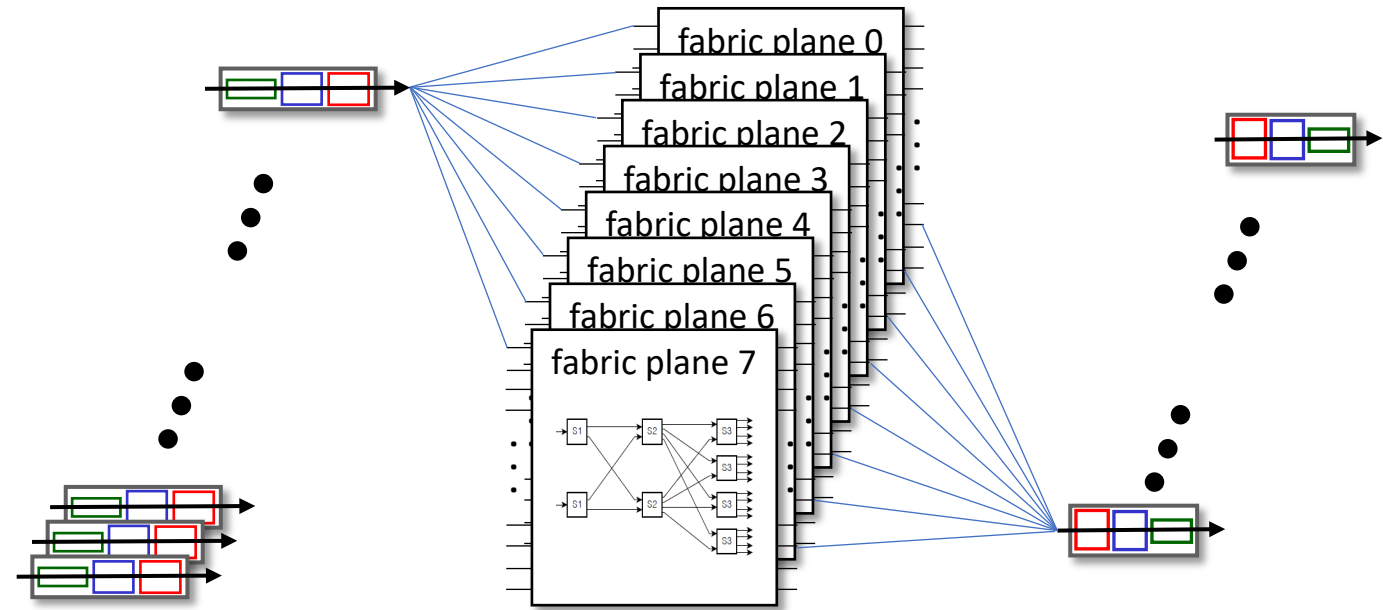 fabric plane 0
fabric plane 1
fabric plane 2
fabric plane 3
fabric plane 4
fabric plane 5
fabric plane 6
fabric plane 7
S1 S2 S3
S3
S1 S2 S3
S3